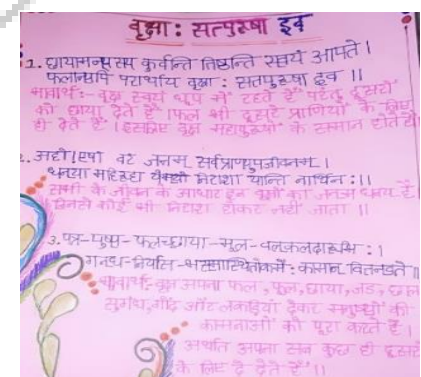 वृक्षा: सत्पुरुषा इव
1. छायामन्यस्य कुर्वन्ति तिष्ठन्ति स्वयं आपते।
फलान्यपि परार्थाय वृक्षा: सत्पुरुषा इव ।।
भावार्थ:- वृक्ष स्वयं धूप में रहते हैं परंतु दूसरों
को छाया देते हैं। फल भी दूसरे प्राणियों के लिए
ही देते हैं। इसलिए वृक्ष महापुरुषों के समान होते हैं
2. अहो! एषां वरं जन्म सर्वप्राण्युपजीवनम्।
धन्या महीरुहा येभ्यो निराशा यान्ति नार्थिन: ।।
सभी के जीवन के आधार इन वृक्षों का जन्म धन्य है
जिनसे कोई भी निराश होकर नहीं जाता ।।
3. पत्र-पुष्प-फलच्छाया-मूल-वल्कलदारुभि: ।
गन्ध-निर्यास-भस्मास्थितोक्मै: कामान् वितन्वते ।।
भावार्थ:- वृक्ष अपना फल, फूल, छाया, जड़, छाल
सुगंध, गोंद और लकड़ियां देकर मनुष्यों की
कामनाओं को पूरा करते हैं।
अर्थात अपना सब कुछ ही दूसरों
के लिए दे देते हैं ।।